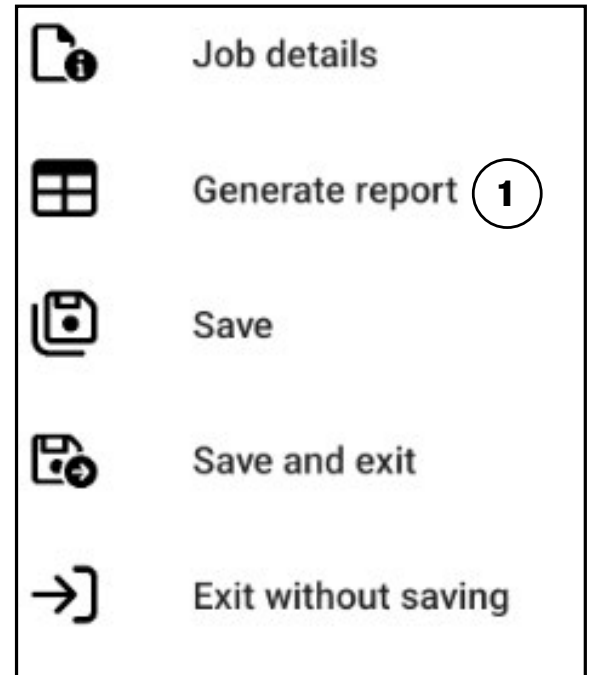 Job details
Generate report 1
Save
Save and exit
Exit without saving